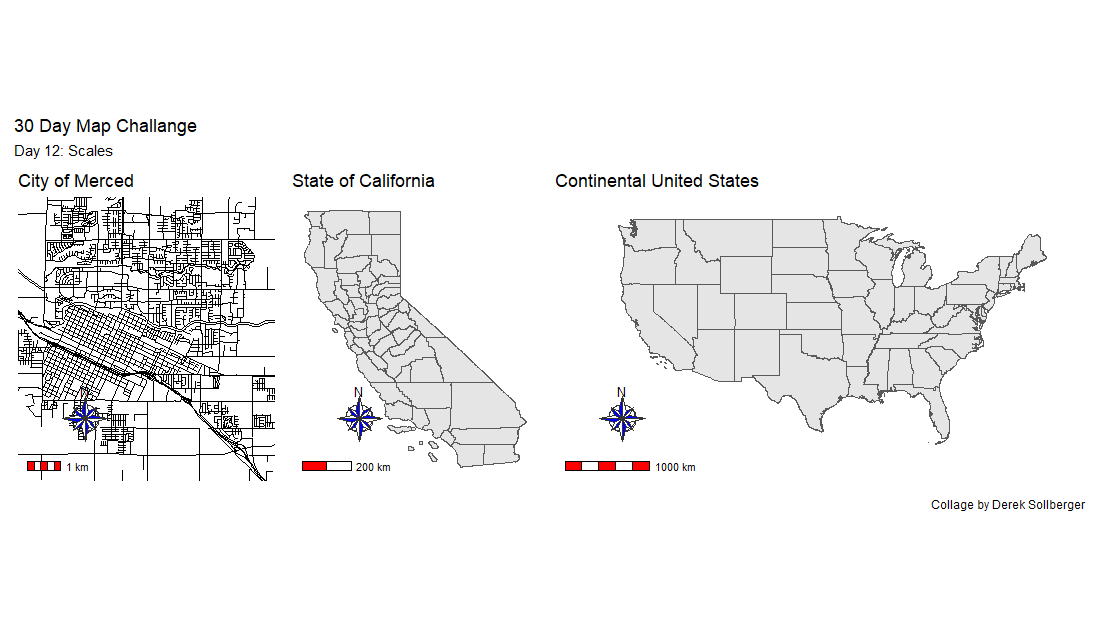 30 Day Map Challange
Day 12: Scales
City of Merced
State of California
Continental United States
N
N
N
1 km
200 km
1000 km
Collage by Derek Sollberger